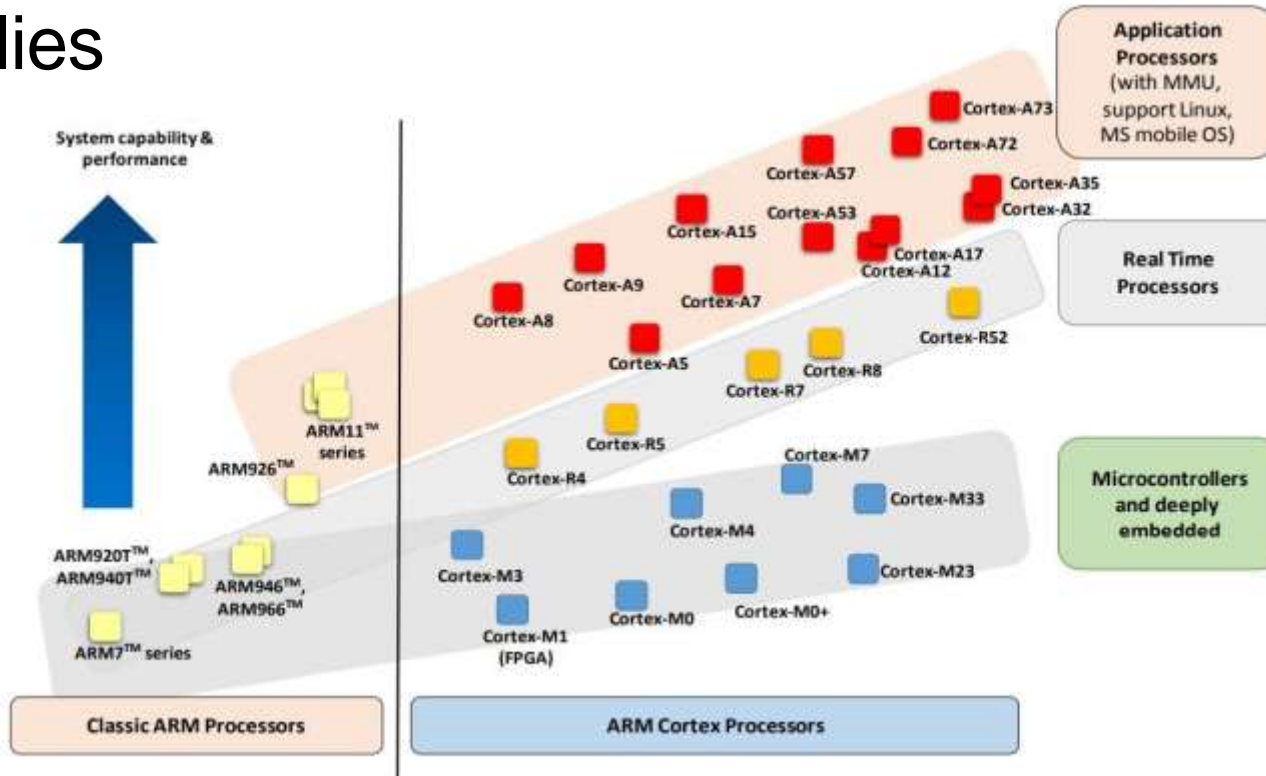 lies
System capability &
performance
Application
Processors
(with MMU,
support Linux,
MS mobile OS)
Cortex-A73
Cortex-A72
Cortex-A57
Cortex-A35
Cortex-A32
Cortex-A53
Cortex-A15
Cortex-A17
Cortex-A12
Cortex-A9
Cortex-A7
Cortex-A8
Cortex-A5
Real Time
Processors
Cortex-R52
Cortex-R8
Cortex-R7
Cortex-R5
Cortex-R4
ARM11™
series
ARM926™
Cortex-M7
Cortex-M33
Cortex-M4
Microcontrollers
and deeply
embedded
ARM920T™,
ARM940T™
ARM946™,
ARM966™
Cortex-M3
Cortex-M23
Cortex-M0+
Cortex-M0
Cortex-M1
(FPGA)
ARM7™ series
Classic ARM Processors
ARM Cortex Processors